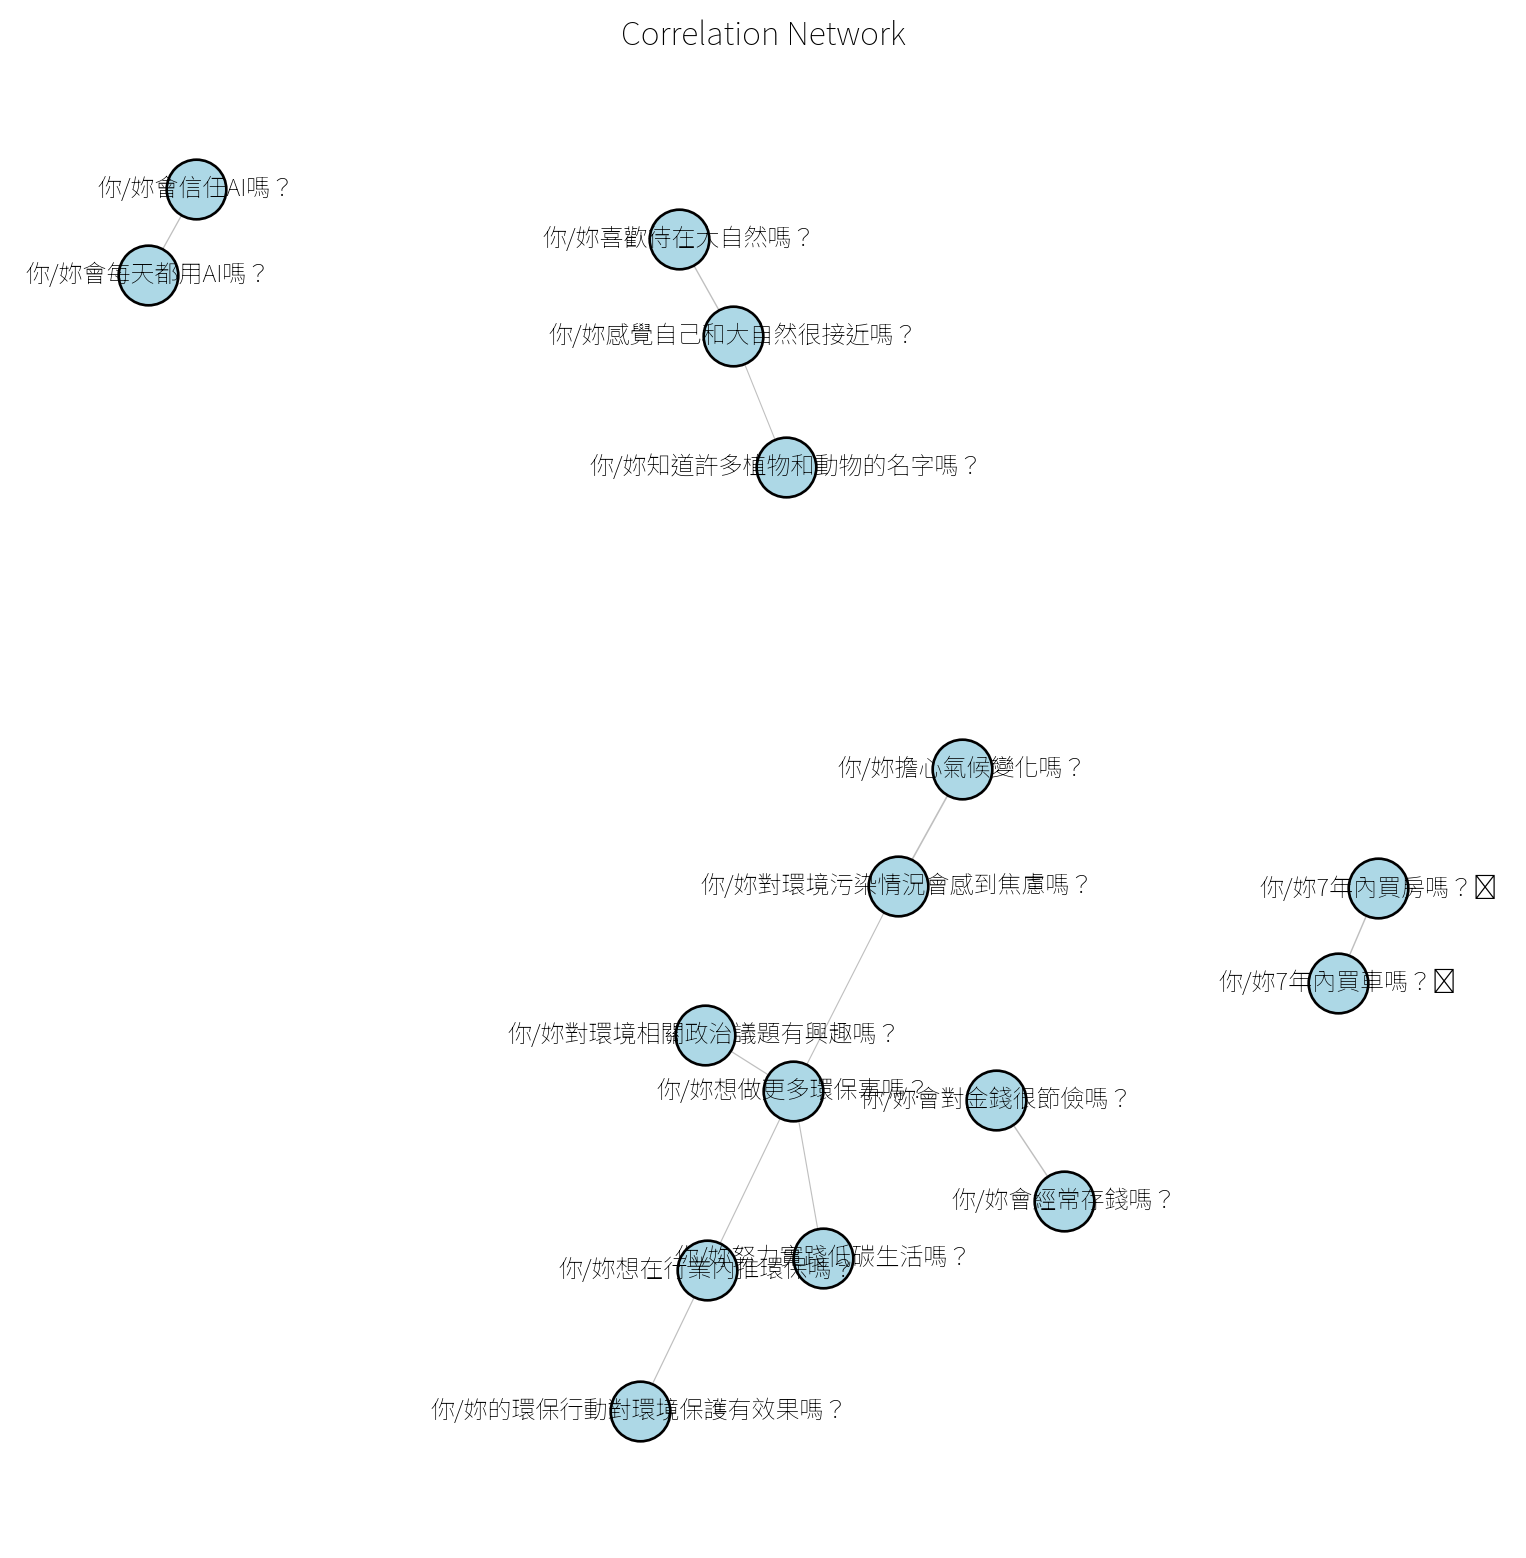 Correlation Network
你/妳會信任AI嗎？
你/妳會每天都用AI嗎？
你/妳喜歡待在大自然嗎？
你/妳感覺自己和大自然很接近嗎？
你/妳知道許多植物和動物的名字嗎？
你/妳擔心氣候變化嗎？
你/妳對環境污染情況會感到焦慮嗎？
你/妳7年內買房嗎？
你/妳7年內買車嗎？
你/妳對環境相關政治議題有興趣嗎？
你/妳想做更多環保事嗎？
你/妳會對金錢很節儉嗎？
你/妳會經常存錢嗎？
你/妳努力實踐低碳生活嗎？
你/妳想在行業內推環保嗎？
你/妳的環保行動對環境保護有效果嗎？